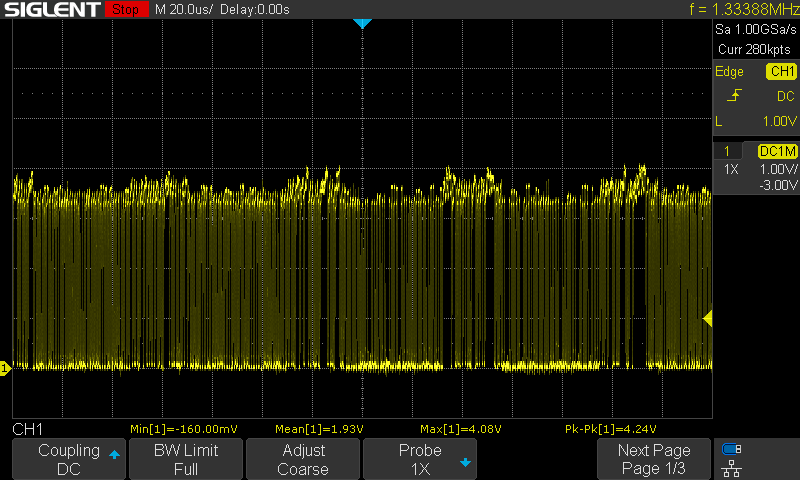 SIGLENT Stop M 20.0us/ Delay:0.00s f = 1.33388MHz
Sa 1.00GSa/s
Curr 280kpts
Edge CH1
DC
L 1.00V
1 DC1M
1X 1.00V/
-3.00V
1
CH1 Min[1]=-160.00mV Mean[1]=1.93V Max[1]=4.08V Pk-Pk[1]=4.24V
Coupling BW Limit Adjust Probe Next Page
DC Full Coarse 1X Page 1/3